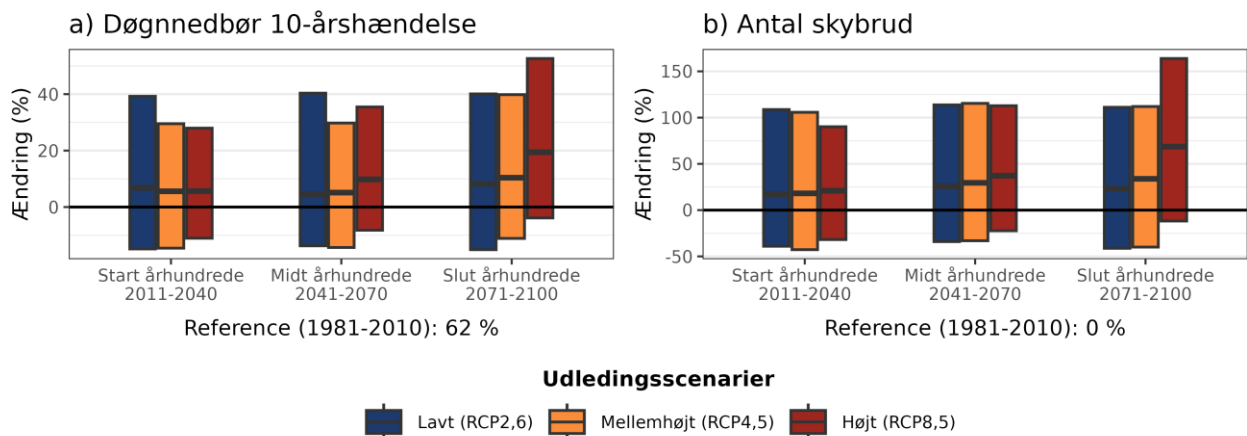 a) Døgnnedbør 10-årshændelse
Ændring (%)
40
20
0
Start århundrede
2011-2040
Midt århundrede
2041-2070
Slut århundrede
2071-2100
Reference (1981-2010): 62 %
b) Antal skybrud
Ændring (%)
150
100
50
0
-50
Start århundrede
2011-2040
Midt århundrede
2041-2070
Slut århundrede
2071-2100
Reference (1981-2010): 0 %
Udledingsscenarier
Lavt (RCP2,6)
Mellemhøjt (RCP4,5)
Højt (RCP8,5)